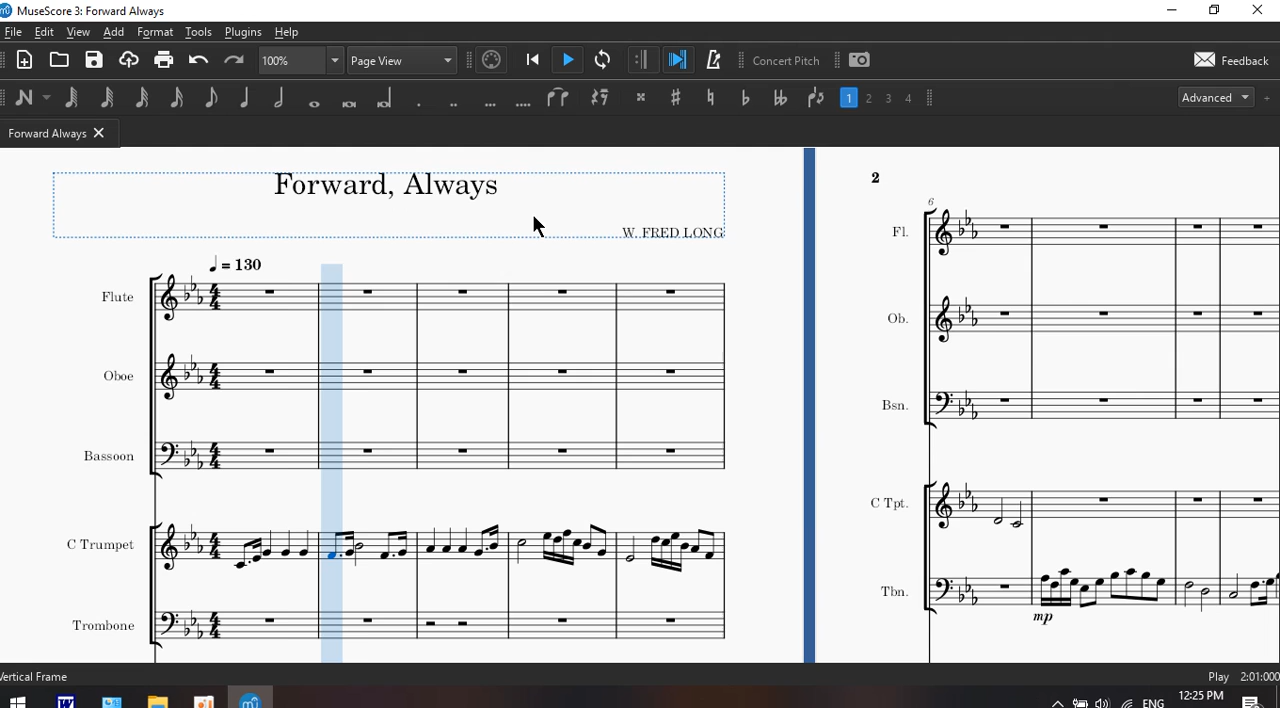 MuseScore 3: Forward Always
File Edit View Add Format Tools Plugins Help
100% Page View Concert Pitch Feedback
1 2 3 4 Advanced +
Forward Always
Forward, Always
W. FRED LONG
= 130
Flute
Oboe
Bassoon
C Trumpet
Trombone
2
6
Fl.
Ob.
Bsn.
C Tpt.
Tbn.
mp
Vertical Frame Play 2:01:000
W 12:25 PM
ENG